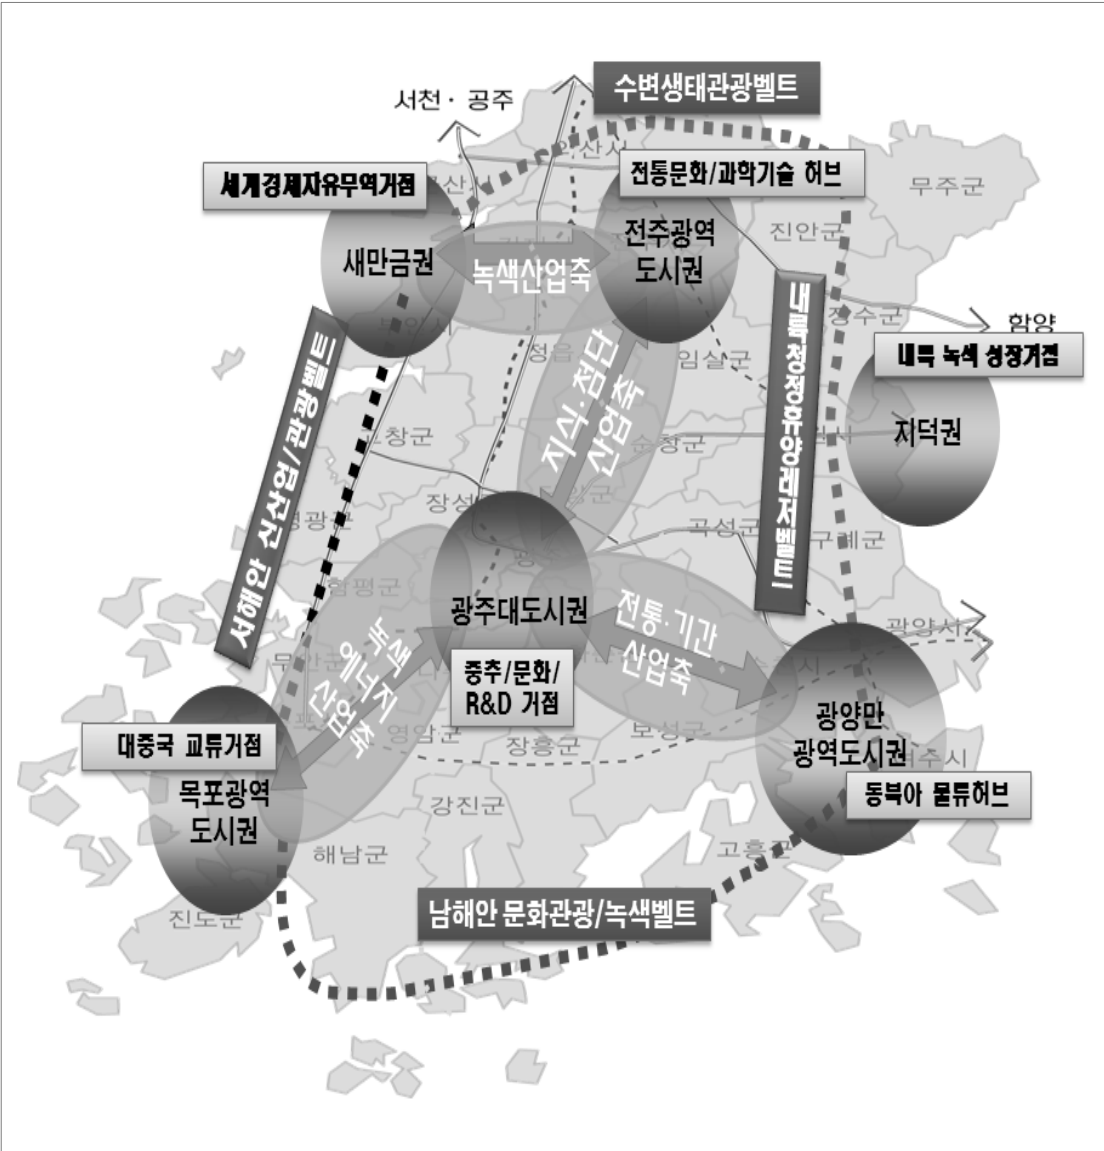 수변생태관광벨트
서천· 공주
전통문화/과학기술 허브
세계경제자유무역거점
무주군
진안군
새만금권
녹색산업축
전주광역
도시권
내륙청정휴양레저벨트
장수군
함양
내륙 녹색 성장거점
지덕권
정읍
임실군
지식·첨단
산업축
순창군
서해안 신산업/관광벨트
장성
곡성군
구례군
함평군
광주대도시권
중추/문화/
R&D 거점
전통·기간
산업축
광양시
녹색
에너지
산업축
대중국 교류거점
목포광역
도시권
영암군
장흥군
보성군
광양만
광역도시권
동북아 물류허브
강진군
해남군
고흥군
진도군
남해안 문화관광/녹색벨트